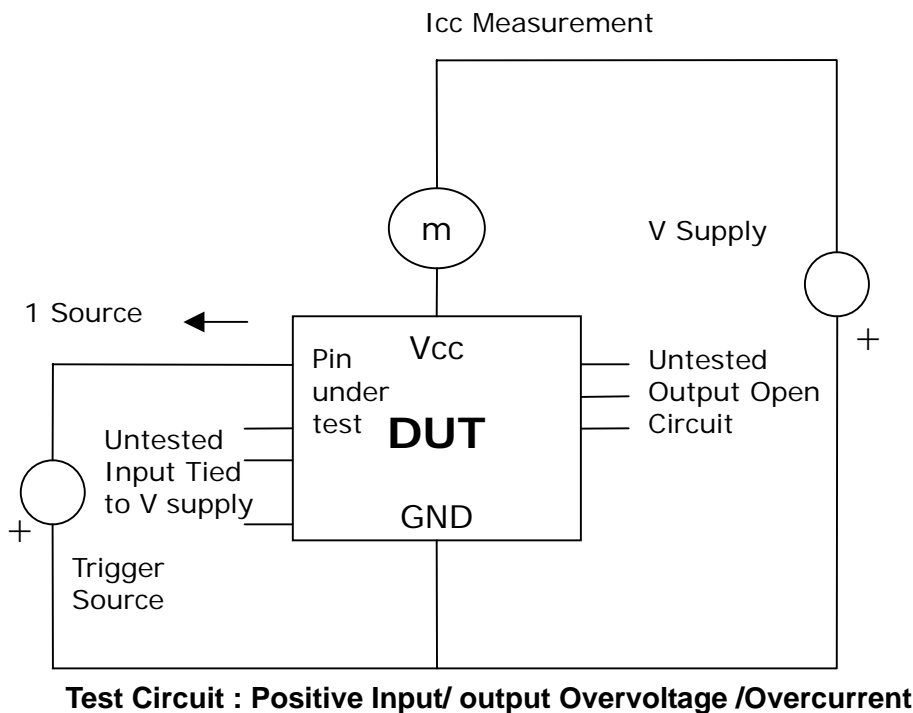 Icc Measurement
m
V Supply
1 Source
+
Vcc
Pin
under
test
DUT
GND
Untested
Output Open
Circuit
Untested
Input Tied
to V supply
+
Trigger
Source
Test Circuit : Positive Input/ output Overvoltage /Overcurrent